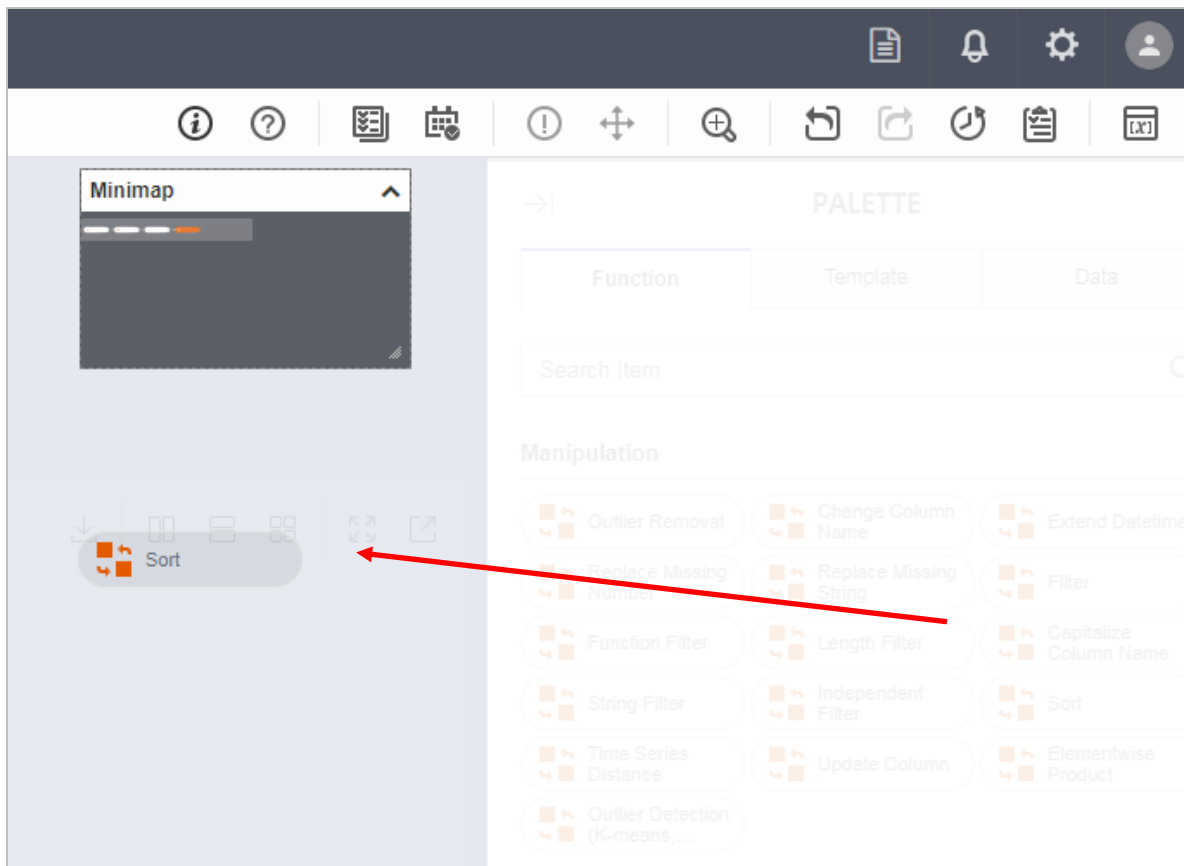 [x]
Minimap
PALETTE
Function
Template
Data
Search Item
Manipulation
Outlier Removal
Change Column
Name
Extend Datetime
Sort
Replace Missing
Number
Replace Missing
String
Filter
Function Filter
Length Filter
Capitalize
Column Name
String Filter
Independent
Filter
Sort
Time Series
Distance
Update Column
Elementwise
Product
Outlier Detection
(K-means,...